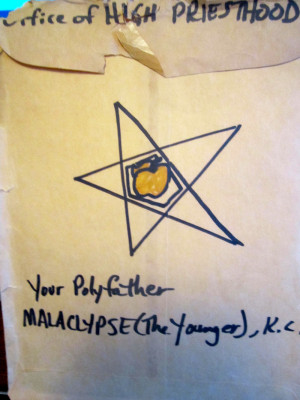 Office of HIGH PRIESTHOOD
Your Polyfather
MALACLYPSE (The Younger), K.C.